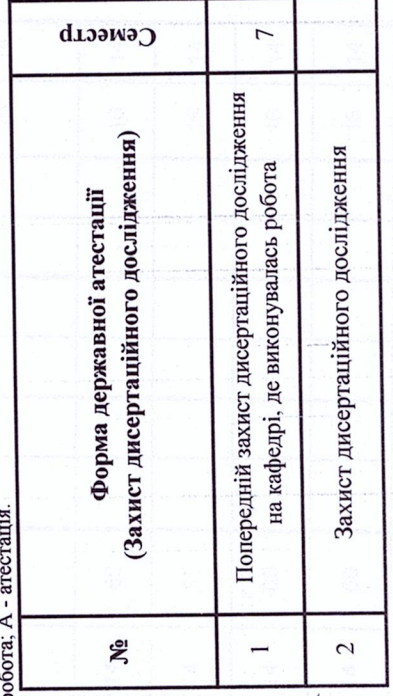 робота; А - атестація.
№
Форма державної атестації
(Захист дисертаційного дослідження)
Семестр
1
Попередній захист дисертаційного дослідження
на кафедрі, де виконувалась робота
7
2
Захист дисертаційного дослідження